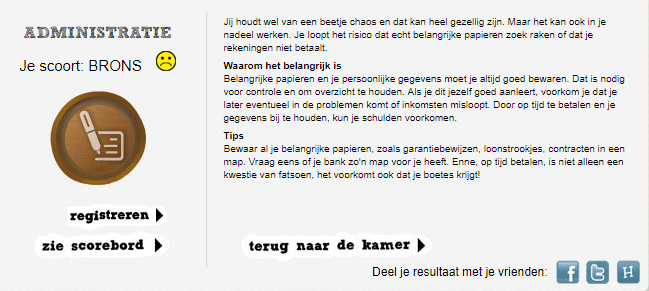 ADMINISTRATIE
Je scoort: BRONS
registreren
zie scorebord
Jij houdt wel van een beetje chaos en dat kan heel gezellig zijn. Maar het kan ook in je
nadeel werken. Je loopt het risico dat echt belangrijke papieren zoek raken of dat je
rekeningen niet betaalt.
Waarom het belangrijk is
Belangrijke papieren en je persoonlijke gegevens moet je altijd goed bewaren. Dat is nodig
voor controle en om overzicht te houden. Als je dit jezelf goed aanleert, voorkom je dat je
later eventueel in de problemen komt of inkomsten misloopt. Door op tijd te betalen en je
gegevens bij te houden, kun je schulden voorkomen.
Tips
Bewaar al je belangrijke papieren, zoals garantiebewijzen, loonstrookjes, contracten in een
map. Vraag eens of je bank zo'n map voor je heeft. Enne, op tijd betalen, is niet alleen een
kwestie van fatsoen, het voorkomt ook dat je boetes krijgt!
terug naar de kamer
Deel je resultaat met je vrienden: f t H